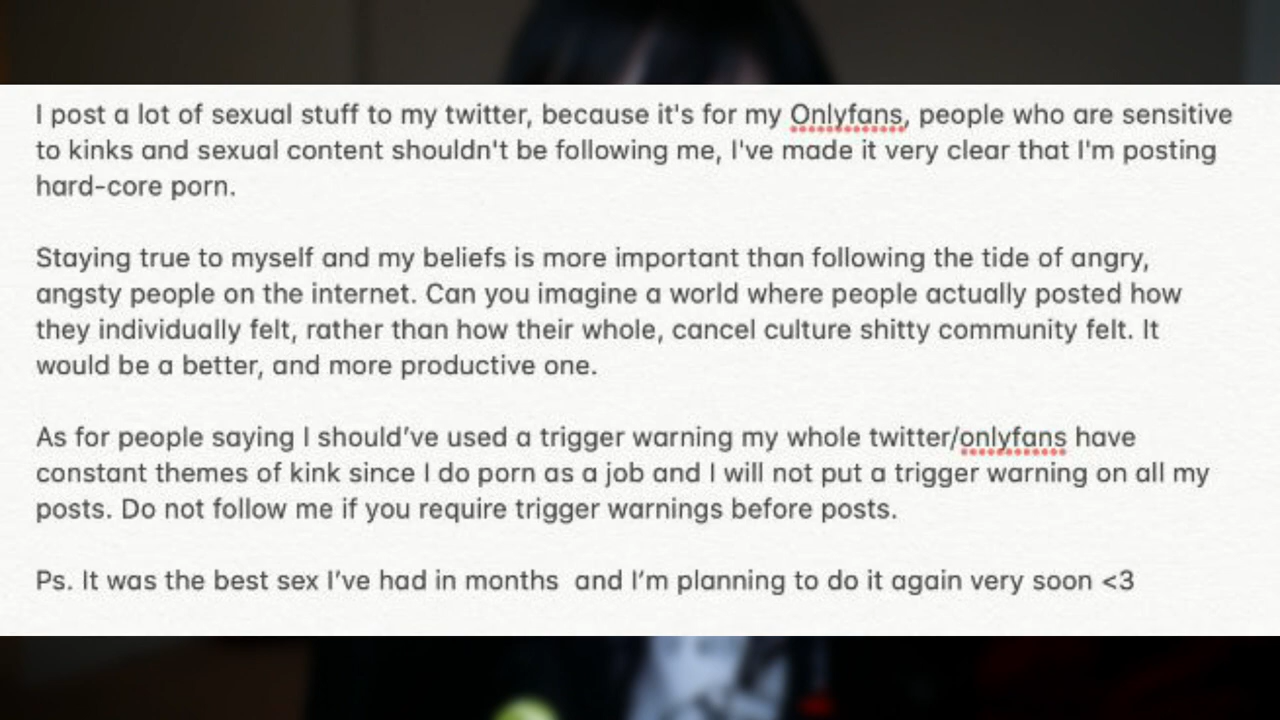 I post a lot of sexual stuff to my twitter, because it's for my Onlyfans, people who are sensitive
to kinks and sexual content shouldn't be following me, I've made it very clear that I'm posting
hard-core porn.
Staying true to myself and my beliefs is more important than following the tide of angry,
angsty people on the internet. Can you imagine a world where people actually posted how
they individually felt, rather than how their whole, cancel culture shitty community felt. It
would be a better, and more productive one.
As for people saying I should’ve used a trigger warning my whole twitter/onlyfans have
constant themes of kink since I do porn as a job and I will not put a trigger warning on all my
posts. Do not follow me if you require trigger warnings before posts.
Ps. It was the best sex I’ve had in months  and I’m planning to do it again very soon <3